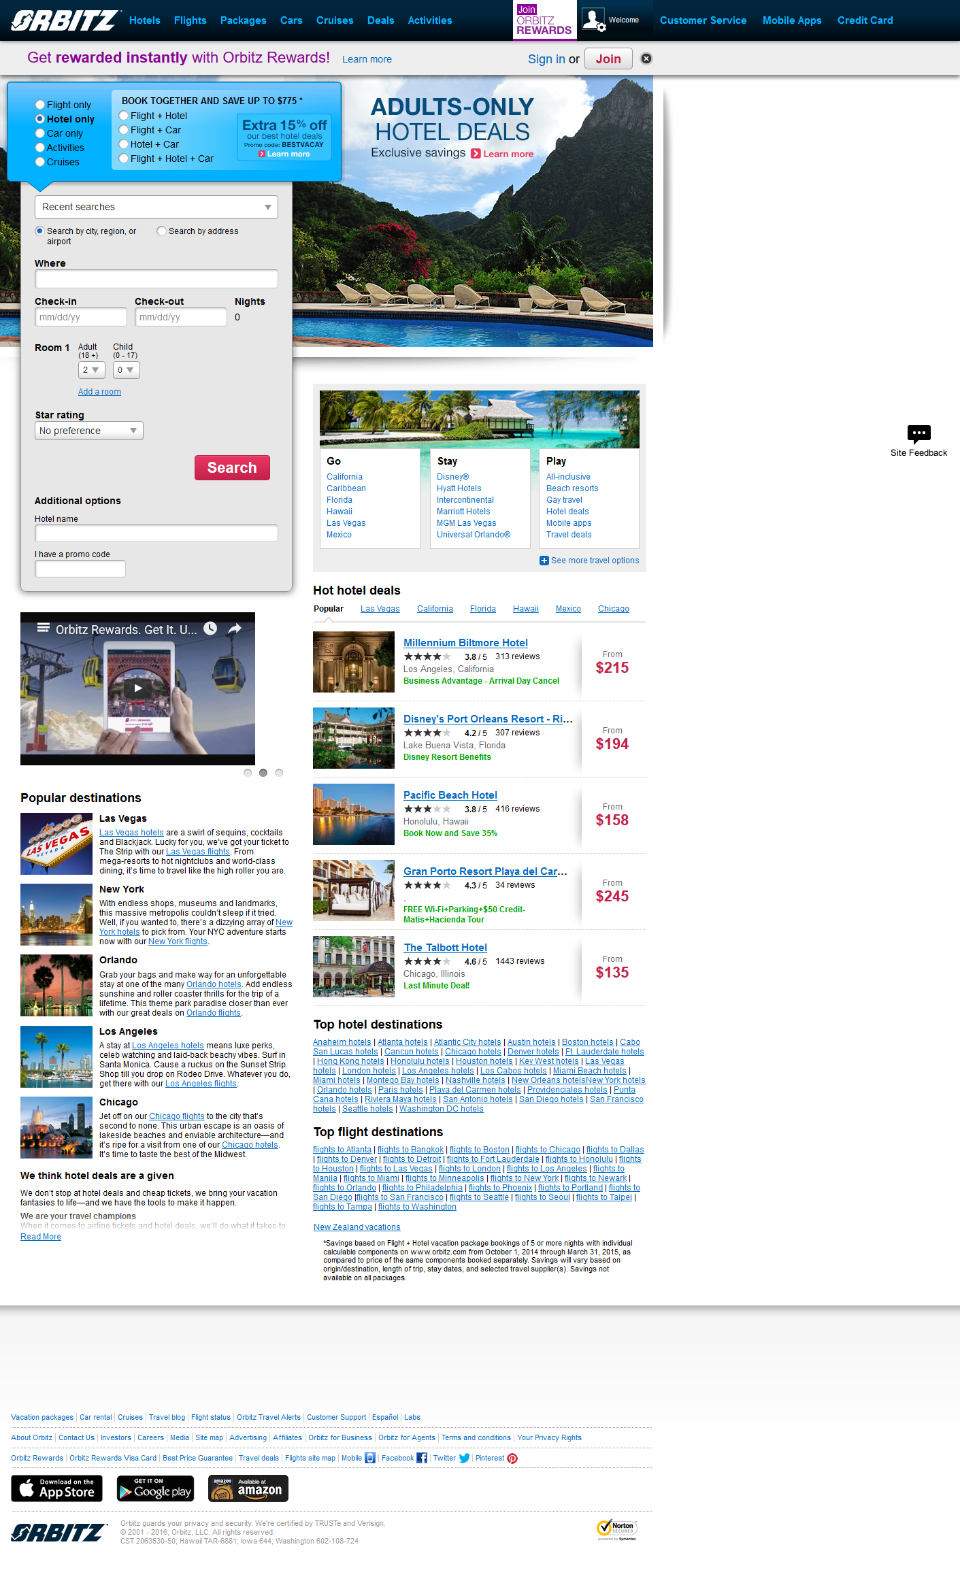 ORBITZ
Hotels Flights Packages Cars Cruises Deals Activities
Join ORBITZ REWARDS
Welcome
Customer Service Mobile Apps Credit Card
Get rewarded instantly with Orbitz Rewards! Learn more
Sign in or Join
Flight only
Hotel only
Car only
Activities
Cruises
BOOK TOGETHER AND SAVE UP TO $775 *
Flight + Hotel
Flight + Car
Hotel + Car
Flight + Hotel + Car
Extra 15% off
our best hotel deals
Promo code: BESTVACAY
Learn more
ADULTS-ONLY
HOTEL DEALS
Exclusive savings Learn more
Recent searches
Search by city, region, or
airport
Search by address
Where
Check-in Check-out Nights
mm/dd/yy mm/dd/yy 0
Room 1 Adult Child
(18 +) (0 - 17)
2 0
Add a room
Star rating
No preference
Search
Additional options
Hotel name
I have a promo code
Site Feedback
Go
California
Caribbean
Florida
Hawaii
Las Vegas
Mexico
Stay
Disney®
Hyatt Hotels
Intercontinental
Marriott Hotels
MGM Las Vegas
Universal Orlando®
Play
All-inclusive
Beach resorts
Gay travel
Hotel deals
Mobile apps
Travel deals
See more travel options
Hot hotel deals
Popular Las Vegas California Florida Hawaii Mexico Chicago
Millennium Biltmore Hotel
3.8 / 5 313 reviews
Los Angeles, California
Business Advantage - Arrival Day Cancel
From
$215
Disney's Port Orleans Resort - Ri...
4.2 / 5 307 reviews
Lake Buena Vista, Florida
Disney Resort Benefits
From
$194
Pacific Beach Hotel
3.8 / 5 416 reviews
Honolulu, Hawaii
Book Now and Save 35%
From
$158
Gran Porto Resort Playa del Car...
4.3 / 5 34 reviews
,
FREE Wi-Fi+Parking+$50 Credit-
Matis+Hacienda Tour
From
$245
The Talbott Hotel
4.6 / 5 1443 reviews
Chicago, Illinois
Last Minute Deal!
From
$135
Orbitz Rewards. Get It. U...
Popular destinations
Las Vegas
Las Vegas hotels are a swirl of sequins, cocktails
and Blackjack. Lucky for you, we've got your ticket to
The Strip with our Las Vegas flights. From
mega-resorts to hot nightclubs and world-class
dining, it's time to travel like the high roller you are.
LAS VEGAS
NEVADA
New York
With endless shops, museums and landmarks,
this massive metropolis couldn't sleep if it tried.
Well, if you wanted to, there's a dizzying array of New
York hotels to pick from. Your NYC adventure starts
now with our New York flights.
Orlando
Grab your bags and make way for an unforgettable
stay at one of the many Orlando hotels. Add endless
sunshine and roller coaster thrills for the trip of a
lifetime. This theme park paradise closer than ever
with our great deals on Orlando flights.
Los Angeles
A stay at Los Angeles hotels means luxe perks,
celeb watching and laid-back beachy vibes. Surf in
Santa Monica. Cause a ruckus on the Sunset Strip.
Shop till you drop on Rodeo Drive. Whatever you do,
get there with our Los Angeles flights.
Chicago
Jet off on our Chicago flights to the city that's
second to none. This urban escape is an oasis of
lakeside beaches and enviable architecture—and
it's ripe for a visit from one of our Chicago hotels.
It's time to taste the best of the Midwest.
We think hotel deals are a given
We don't stop at hotel deals and cheap tickets, we bring your vacation
fantasies to life—and we have the tools to make it happen.
We are your travel champions
When it comes to airline tickets and hotel deals, we'll do what it takes to
Read More
Top hotel destinations
Anaheim hotels | Atlanta hotels | Atlantic City hotels | Austin hotels | Boston hotels | Cabo
San Lucas hotels | Cancun hotels | Chicago hotels | Denver hotels | Ft. Lauderdale hotels
| Hong Kong hotels | Honolulu hotels | Houston hotels | Key West hotels | Las Vegas
hotels | London hotels | Los Angeles hotels | Los Cabos hotels | Miami Beach hotels |
Miami hotels | Montego Bay hotels | Nashville hotels | New Orleans hotelsNew York hotels
| Orlando hotels | Paris hotels | Playa del Carmen hotels | Providenciales hotels | Punta
Cana hotels | Riviera Maya hotels | San Antonio hotels | San Diego hotels | San Francisco
hotels | Seattle hotels | Washington DC hotels
Top flight destinations
flights to Atlanta | flights to Bangkok | flights to Boston | flights to Chicago | flights to Dallas
| flights to Denver | flights to Detroit | flights to Fort Lauderdale | flights to Honolulu | flights
to Houston | flights to Las Vegas | flights to London | flights to Los Angeles | flights to
Manila | flights to Miami | flights to Minneapolis | flights to New York | flights to Newark |
flights to Orlando | flights to Philadelphia | flights to Phoenix | flights to Portland | flights to
San Diego |flights to San Francisco | flights to Seattle | flights to Seoul | flights to Taipei |
flights to Tampa | flights to Washington
New Zealand vacations
*Savings based on Flight + Hotel vacation package bookings of 5 or more nights with individual
calculable components on www.orbitz.com from October 1, 2014 through March 31, 2015, as
compared to price of the same components booked separately. Savings will vary based on
origin/destination, length of trip, stay dates, and selected travel supplier(s). Savings not
available on all packages.
Vacation packages | Car rental | Cruises | Travel blog | Flight status | Orbitz Travel Alerts | Customer Support | Español | Labs
About Orbitz | Contact Us | Investors | Careers | Media | Site map | Advertising | Affiliates | Orbitz for Business | Orbitz for Agents | Terms and conditions | Your Privacy Rights
Orbitz Rewards | Orbitz Rewards Visa Card | Best Price Guarantee | Travel deals | Flights site map | Mobile | Facebook | Twitter | Pinterest
Download on the App Store
GET IT ON Google play
Available at amazon
ORBITZ
Orbitz guards your privacy and security. We're certified by TRUSTe and Verisign.
© 2001 - 2016, Orbitz, LLC. All rights reserved.
CST 2063530-50; Hawaii TAR-6881; Iowa 644; Washington 602-108-724
Norton
SECURED
powered by Symantec